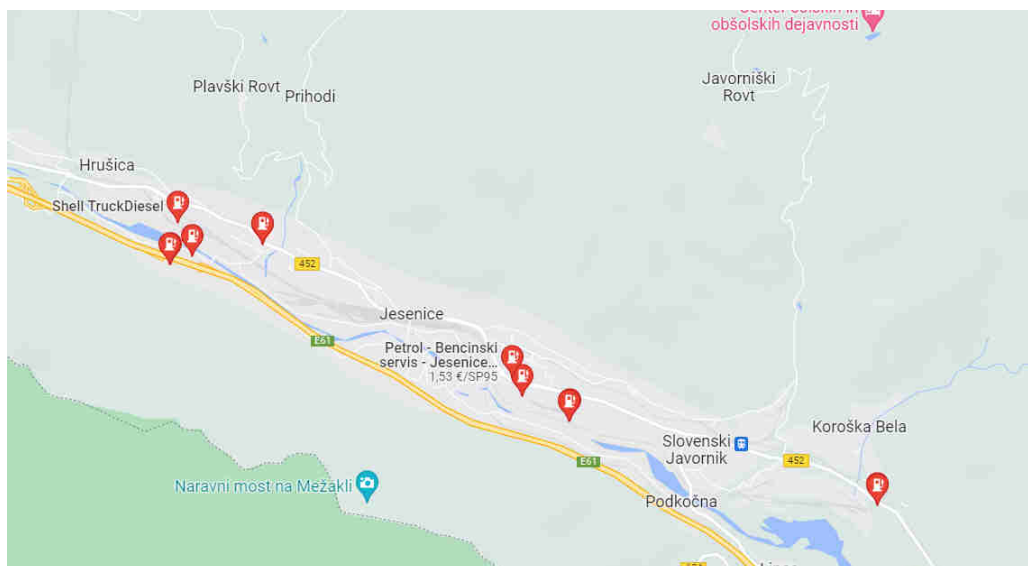 obšolskih dejavnosti
Plavški Rovt
Prihodi
Javorniški
Rovt
Hrušica
Shell TruckDiesel
452
Jesenice
E61
Petrol - Bencinski
servis - Jesenice...
1,53 €/SP95
Koroška Bela
Slovenski
Javornik
452
E61
Naravni most na Mežakli
Podkočna